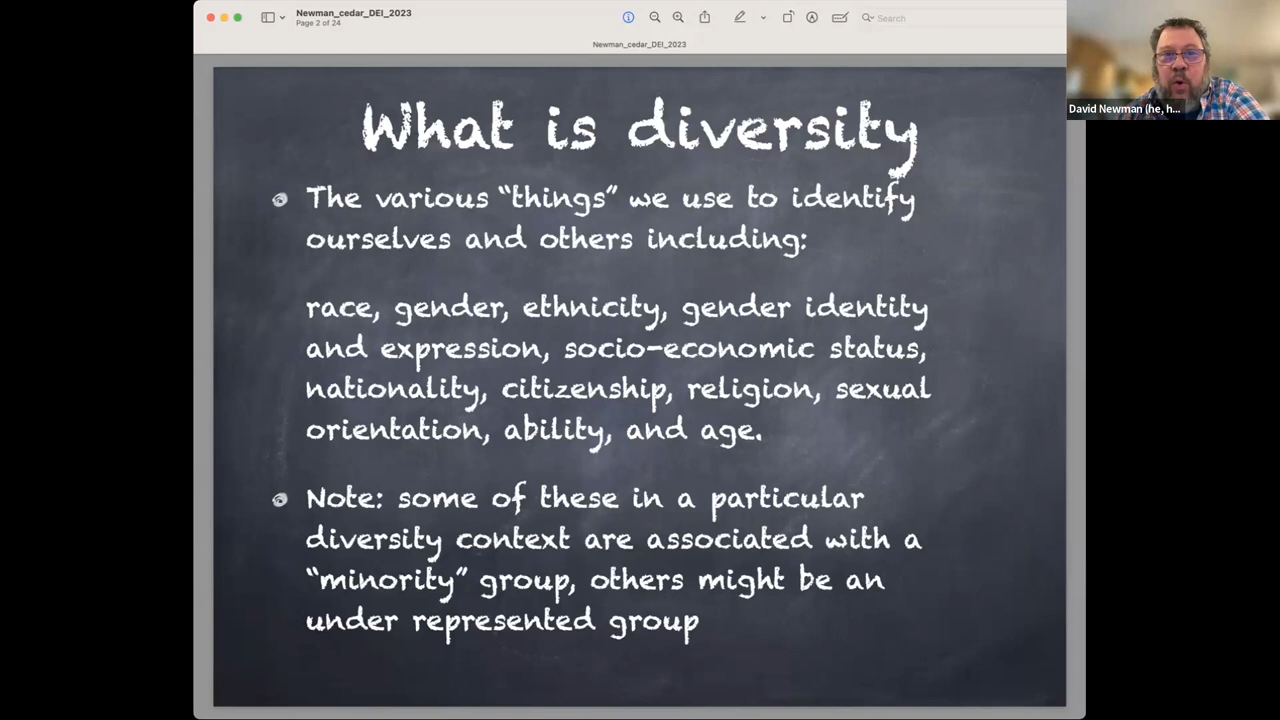 Newman_cedar_DEI_2023
Page 2 of 24
Search
Newman_cedar_DEI_2023
David Newman (he, h...
What is diversity
The various “things” we use to identify
ourselves and others including:
race, gender, ethnicity, gender identity
and expression, socio-economic status,
nationality, citizenship, religion, sexual
orientation, ability, and age.
Note: some of these in a particular
diversity context are associated with a
“minority” group, others might be an
under represented group